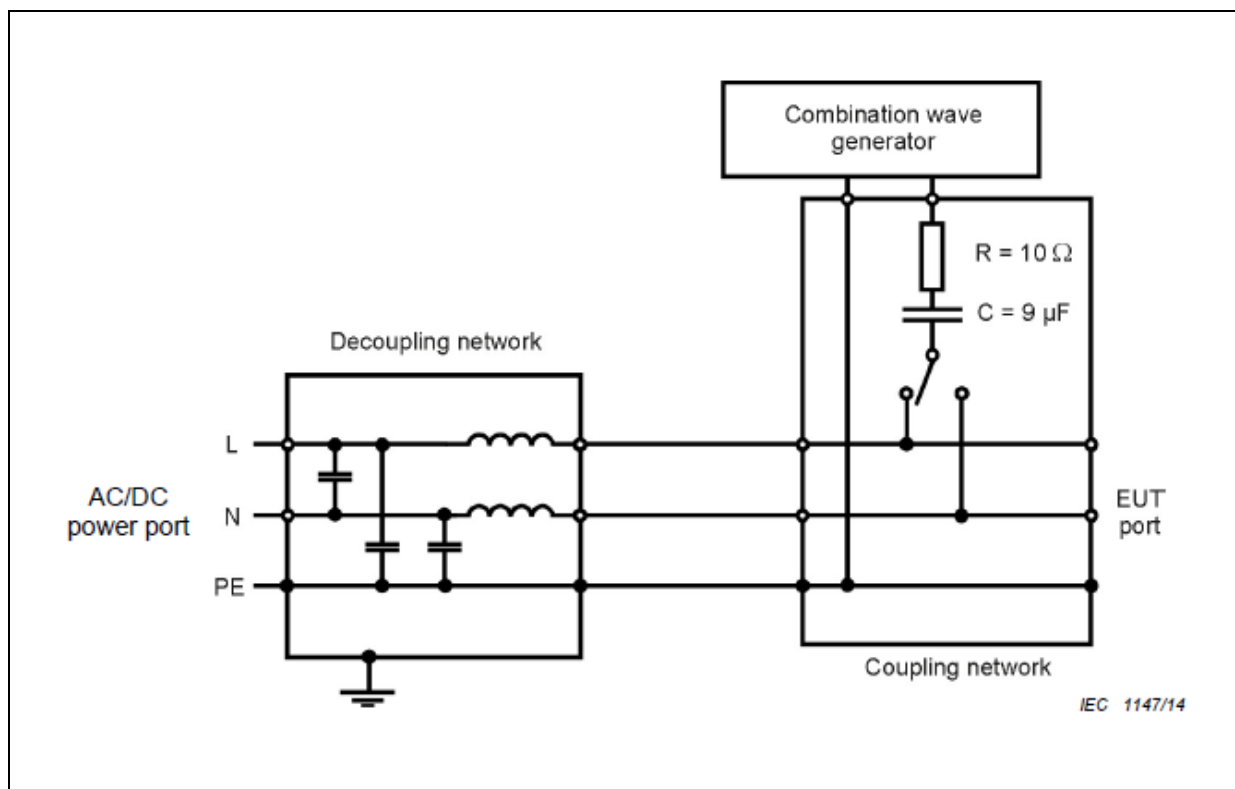 Combination wave
generator
R = 10 Ω
C = 9 µF
Decoupling network
L
AC/DC
power port
N
EUT
port
PE
Coupling network
IEC 1147/14